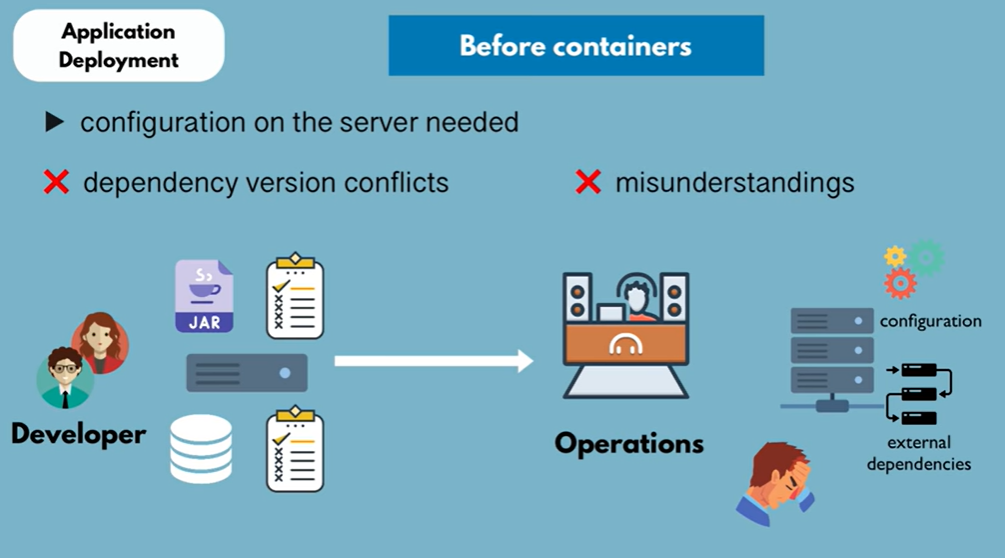 Application
Deployment
Before containers
configuration on the server needed
dependency version conflicts
misunderstandings
JAR
Developer
Operations
configuration
external
dependencies